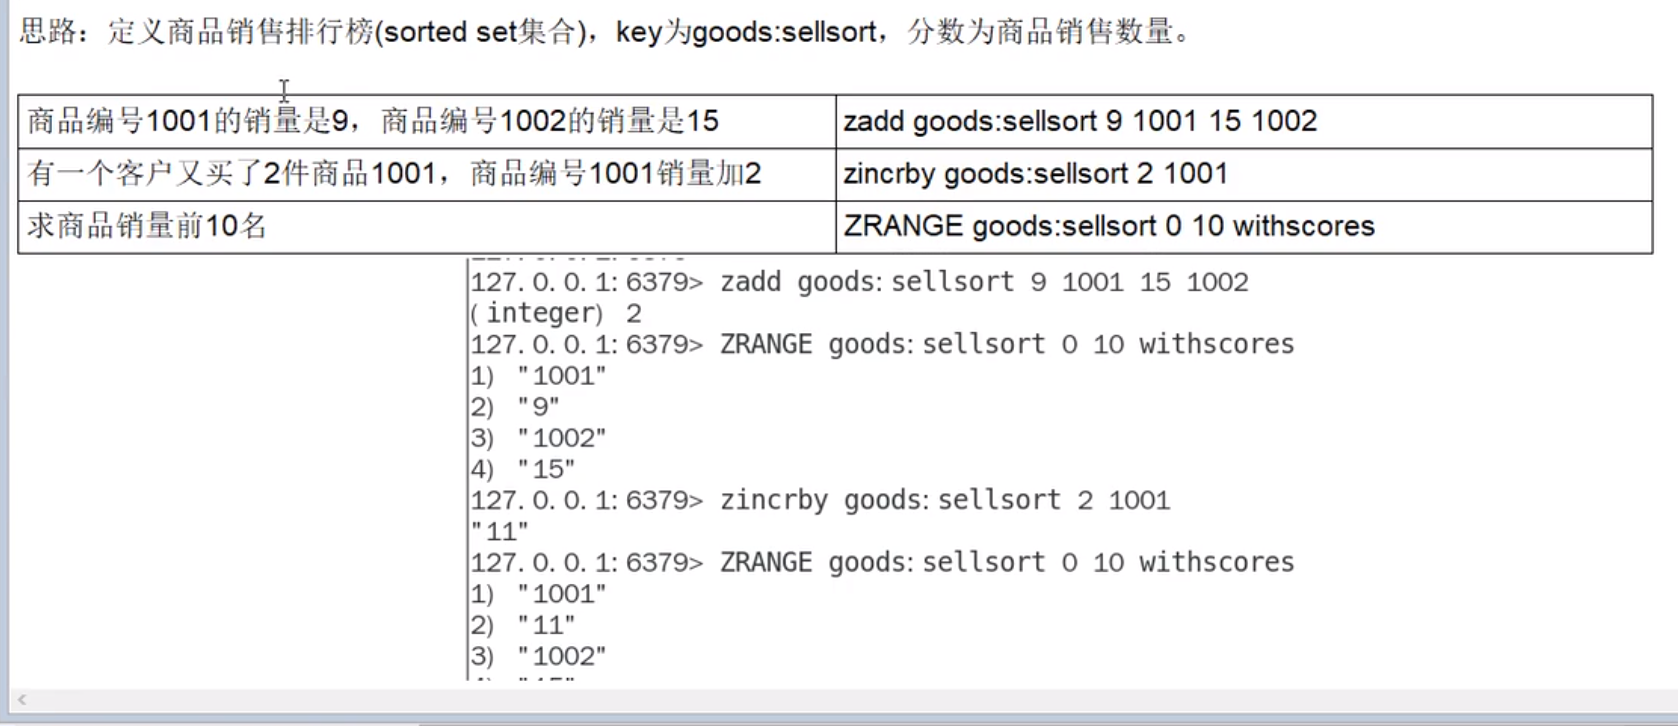 思路：定义商品销售排行榜(sorted set集合)，key为goods:sellsort，分数为商品销售数量。
商品编号1001的销量是9，商品编号1002的销量是15 zadd goods:sellsort 9 1001 15 1002
有一个客户又买了2件商品1001，商品编号1001销量加2 zincrby goods:sellsort 2 1001
求商品销量前10名 ZRANGE goods:sellsort 0 10 withscores
127.0.0.1:6379> zadd goods:sellsort 9 1001 15 1002
(integer) 2
127.0.0.1:6379> ZRANGE goods:sellsort 0 10 withscores
1) "1001"
2) "9"
3) "1002"
4) "15"
127.0.0.1:6379> zincrby goods:sellsort 2 1001
"11"
127.0.0.1:6379> ZRANGE goods:sellsort 0 10 withscores
1) "1001"
2) "11"
3) "1002"